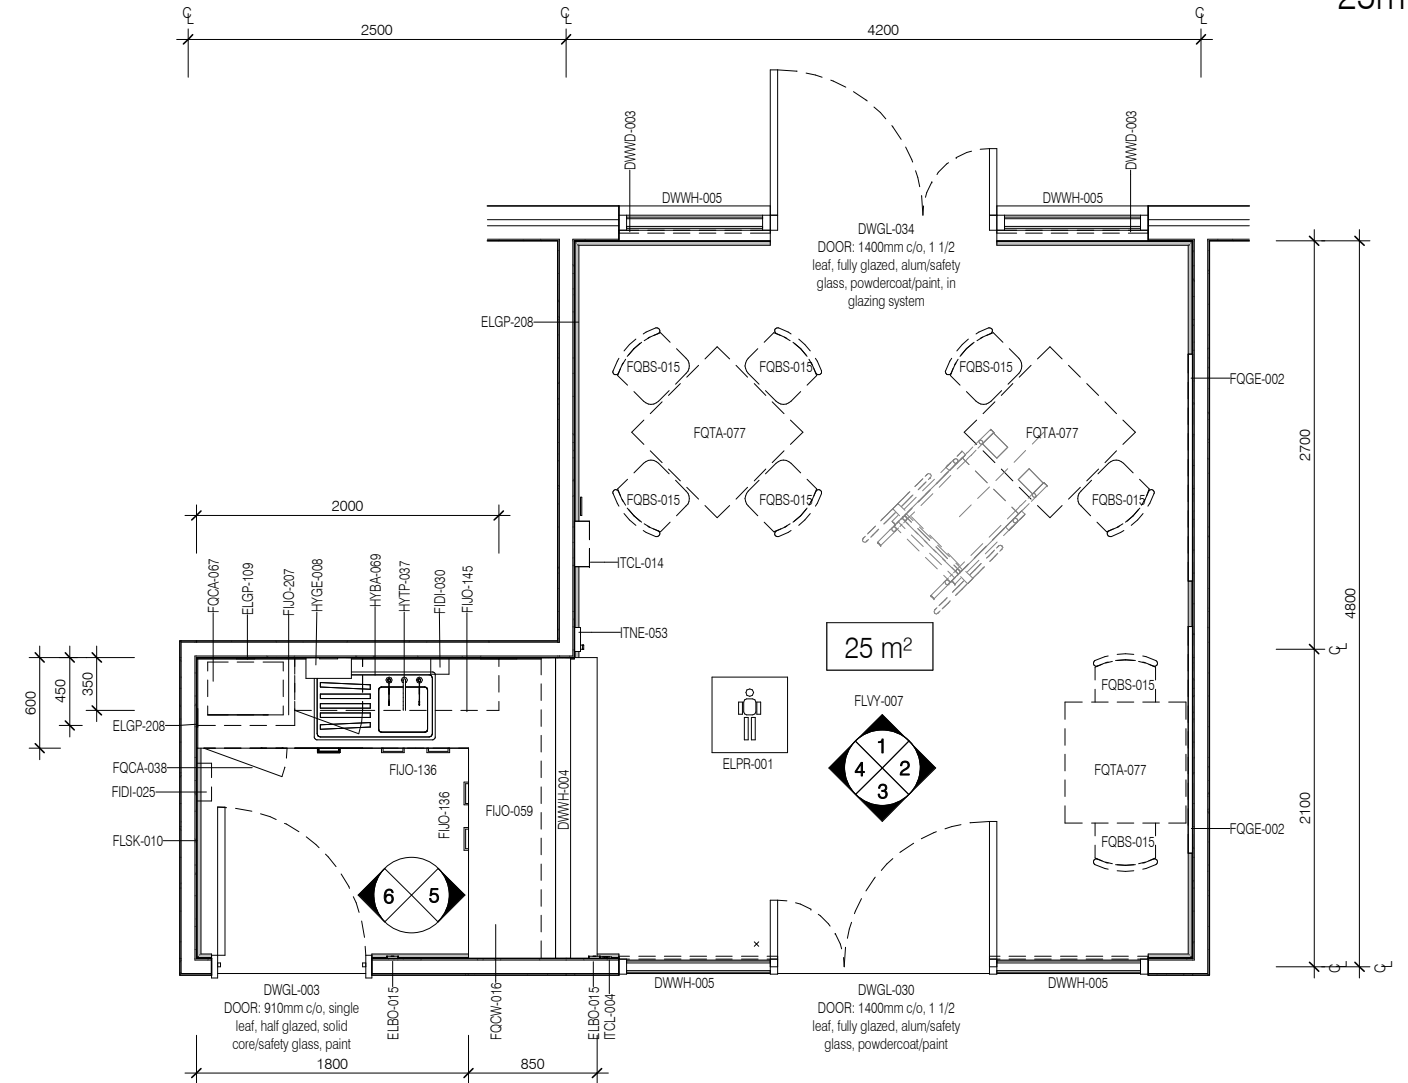 25m
℄
℄
℄
2500
4200
DWWD-003
DWWD-003
DWWH-005
DWWH-005
DWGL-034
DOOR: 1400mm c/o, 1 1/2
leaf, fully glazed, alum/safety
glass, powdercoat/paint, in
glazing system
ELGP-208
FQBS-015
FQBS-015
FQBS-015
FQGE-002
FQTA-077
FQTA-077
2700
FQBS-015
FQBS-015
FQBS-015
2000
ITCL-014
FQCA-067
ELGP-109
FIJO-207
HYGE-008
HYBA-069
HYTP-037
FIDI-030
FIJO-145
4800
ITNE-053
25 m²
℄
600
450
350
FQBS-015
FLVY-007
ELGP-208
1
4
2
3
ELPR-001
FQCA-038
FIJO-136
FQTA-077
FIDI-025
FIJO-136
FIJO-059
DWWH-004
2100
FLSK-010
FQGE-002
FQBS-015
6
5
℄
℄
DWWH-005
DWWH-005
DWGL-003
DOOR: 910mm c/o, single
leaf, half glazed, solid
core/safety glass, paint
ELBO-015
FQCW-016
ELBO-015
ITCL-004
DWGL-030
DOOR: 1400mm c/o, 1 1/2
leaf, fully glazed, alum/safety
glass, powdercoat/paint
1800
850